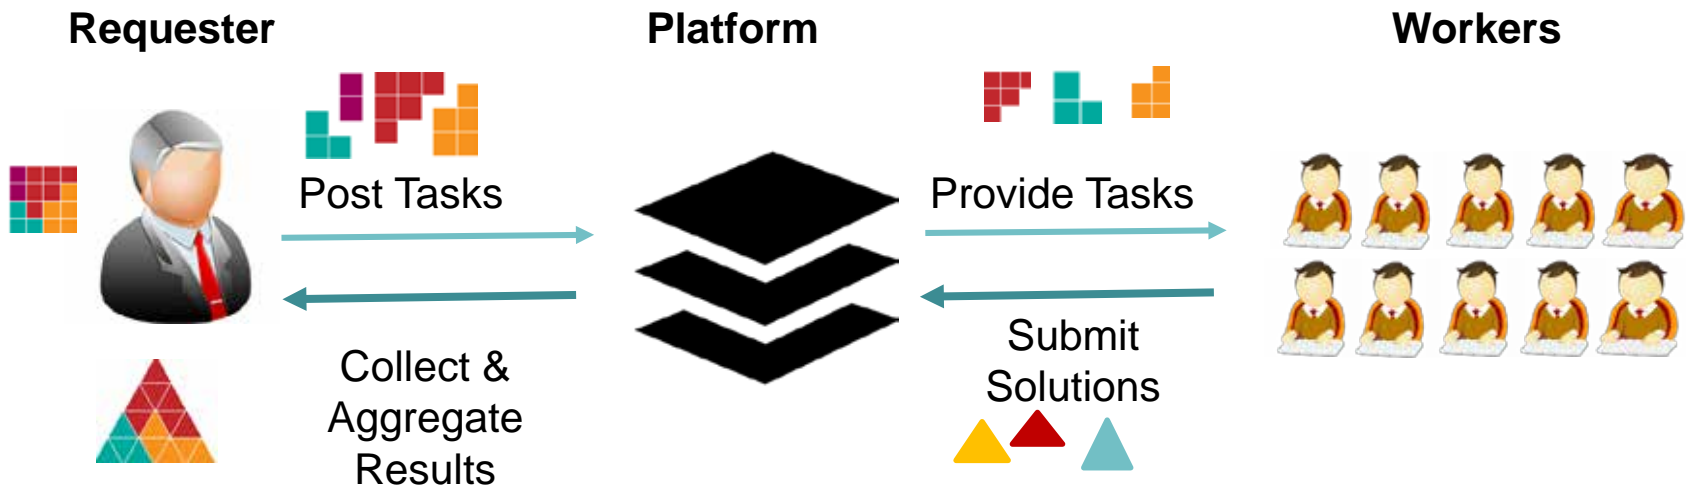 Requester
Platform
Workers
Post Tasks
Provide Tasks
Collect &
Aggregate
Results
Submit
Solutions